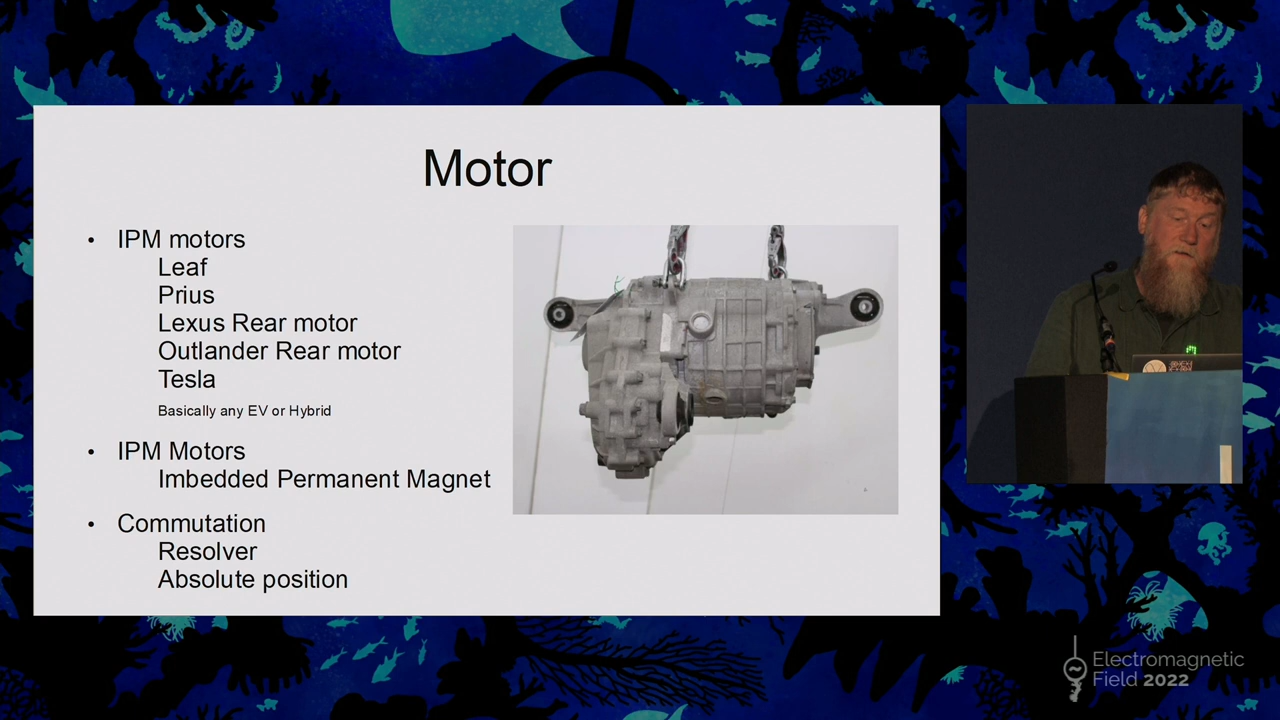 Motor
• IPM motors
Leaf
Prius
Lexus Rear motor
Outlander Rear motor
Tesla
Basically any EV or Hybrid
• IPM Motors
Imbedded Permanent Magnet
• Commutation
Resolver
Absolute position
Electromagnetic
Field 2022